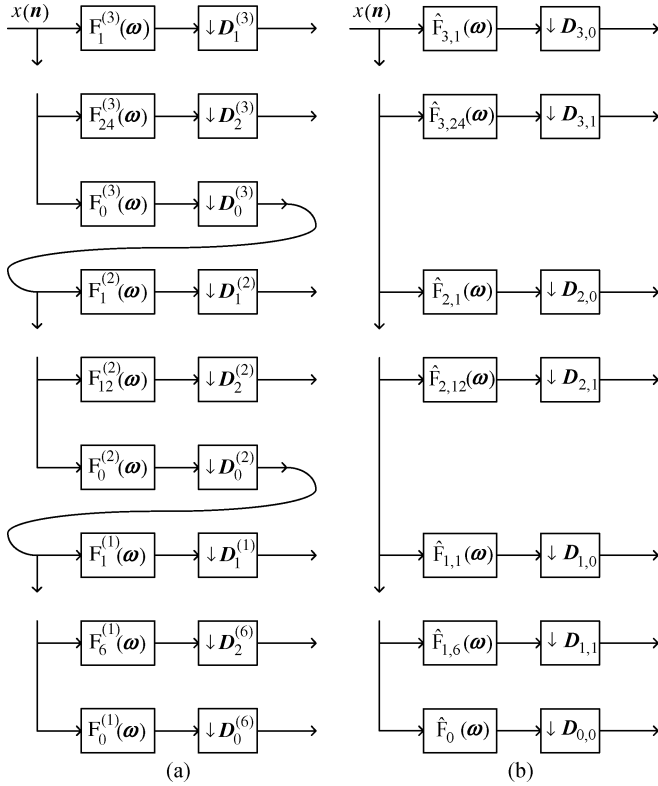 x(n) F₁⁽³⁾(ω) ↓D₁⁽³⁾
F₂₄⁽³⁾(ω) ↓D₂⁽³⁾
F₀⁽³⁾(ω) ↓D₀⁽³⁾
F₁⁽²⁾(ω) ↓D₁⁽²⁾
F₁₂⁽²⁾(ω) ↓D₂⁽²⁾
F₀⁽²⁾(ω) ↓D₀⁽²⁾
F₁⁽¹⁾(ω) ↓D₁⁽¹⁾
F₆⁽¹⁾(ω) ↓D₂⁽⁶⁾
F₀⁽¹⁾(ω) ↓D₀⁽⁶⁾
(a)
x(n) F̂₃,₁(ω) ↓D₃,₀
F̂₃,₂₄(ω) ↓D₃,₁
F̂₂,₁(ω) ↓D₂,₀
F̂₂,₁₂(ω) ↓D₂,₁
F̂₁,₁(ω) ↓D₁,₀
F̂₁,₆(ω) ↓D₁,₁
F̂₀(ω) ↓D₀,₀
(b)